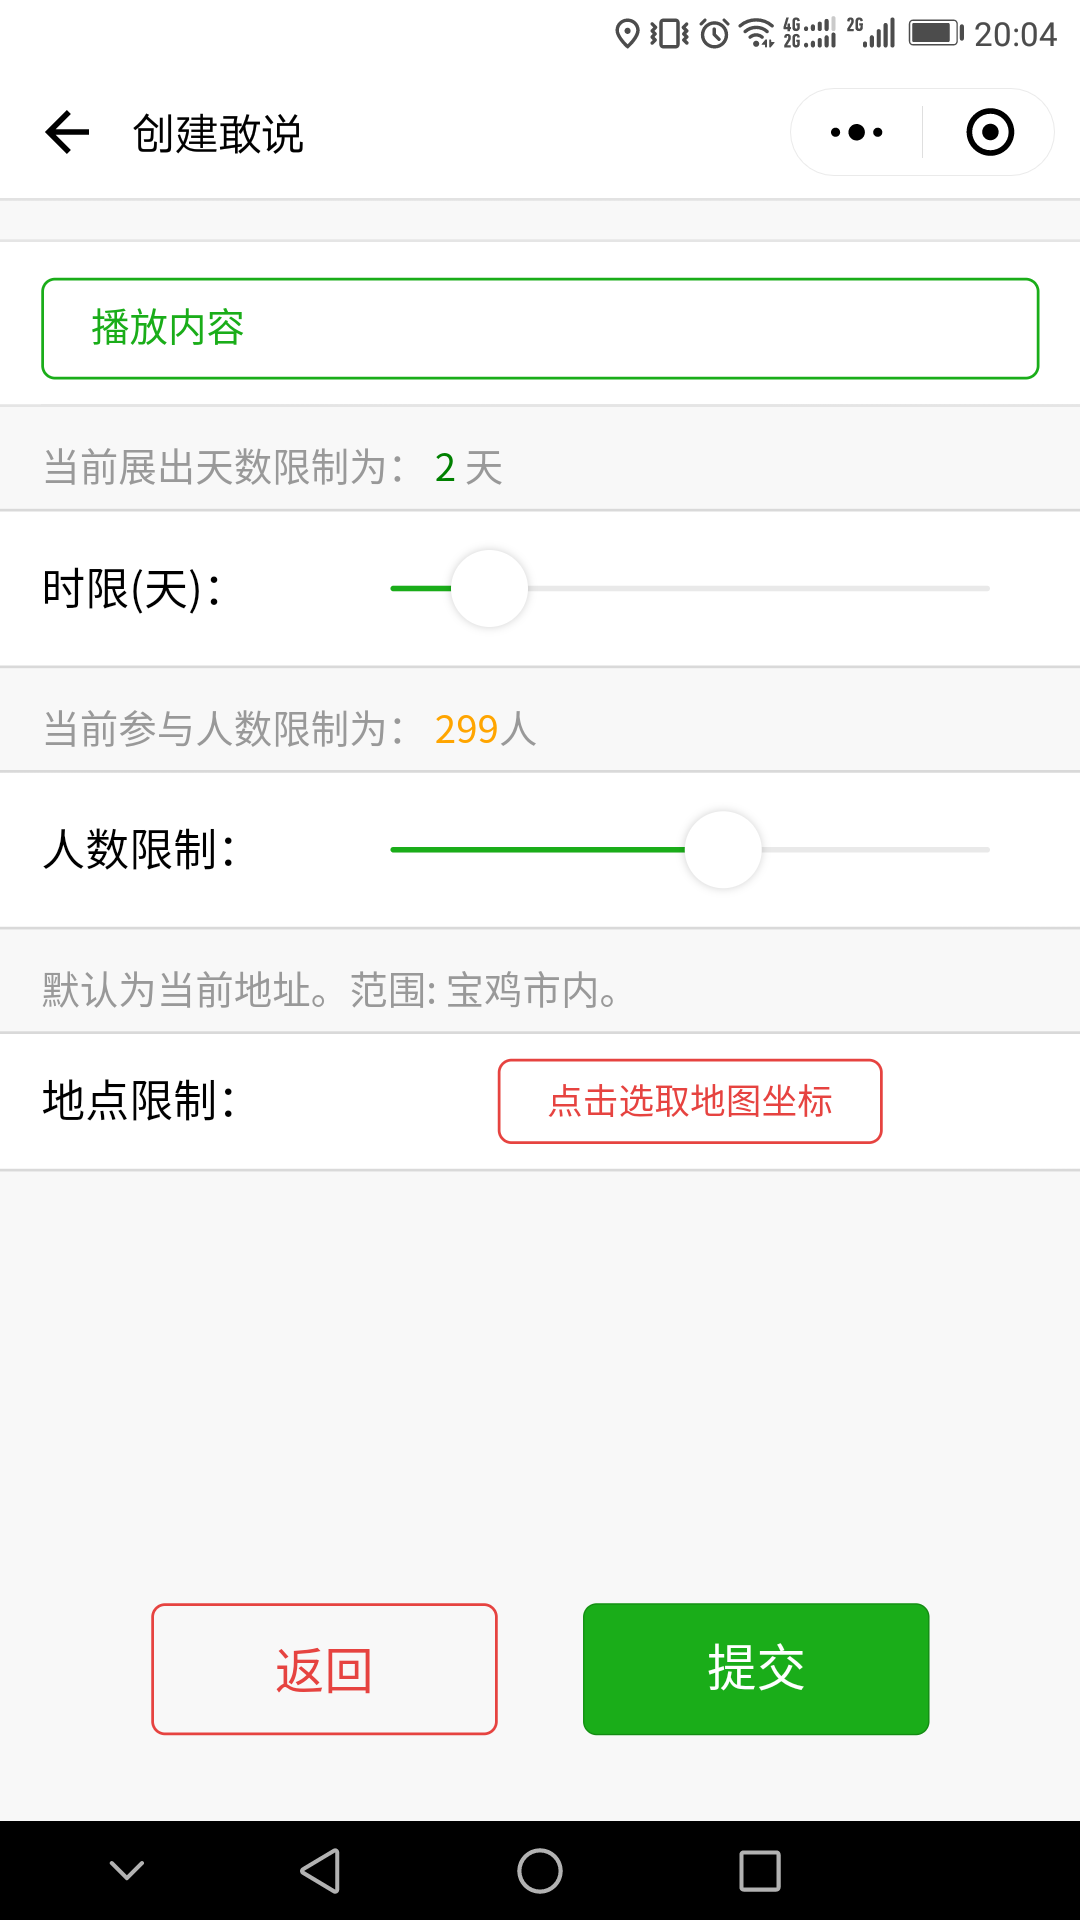 4G 2G 2G 20:04
创建敢说
播放内容
当前展出天数限制为： 2 天
时限(天)：
当前参与人数限制为： 299人
人数限制：
默认为当前地址。范围: 宝鸡市内。
地点限制： 点击选取地图坐标
返回 提交